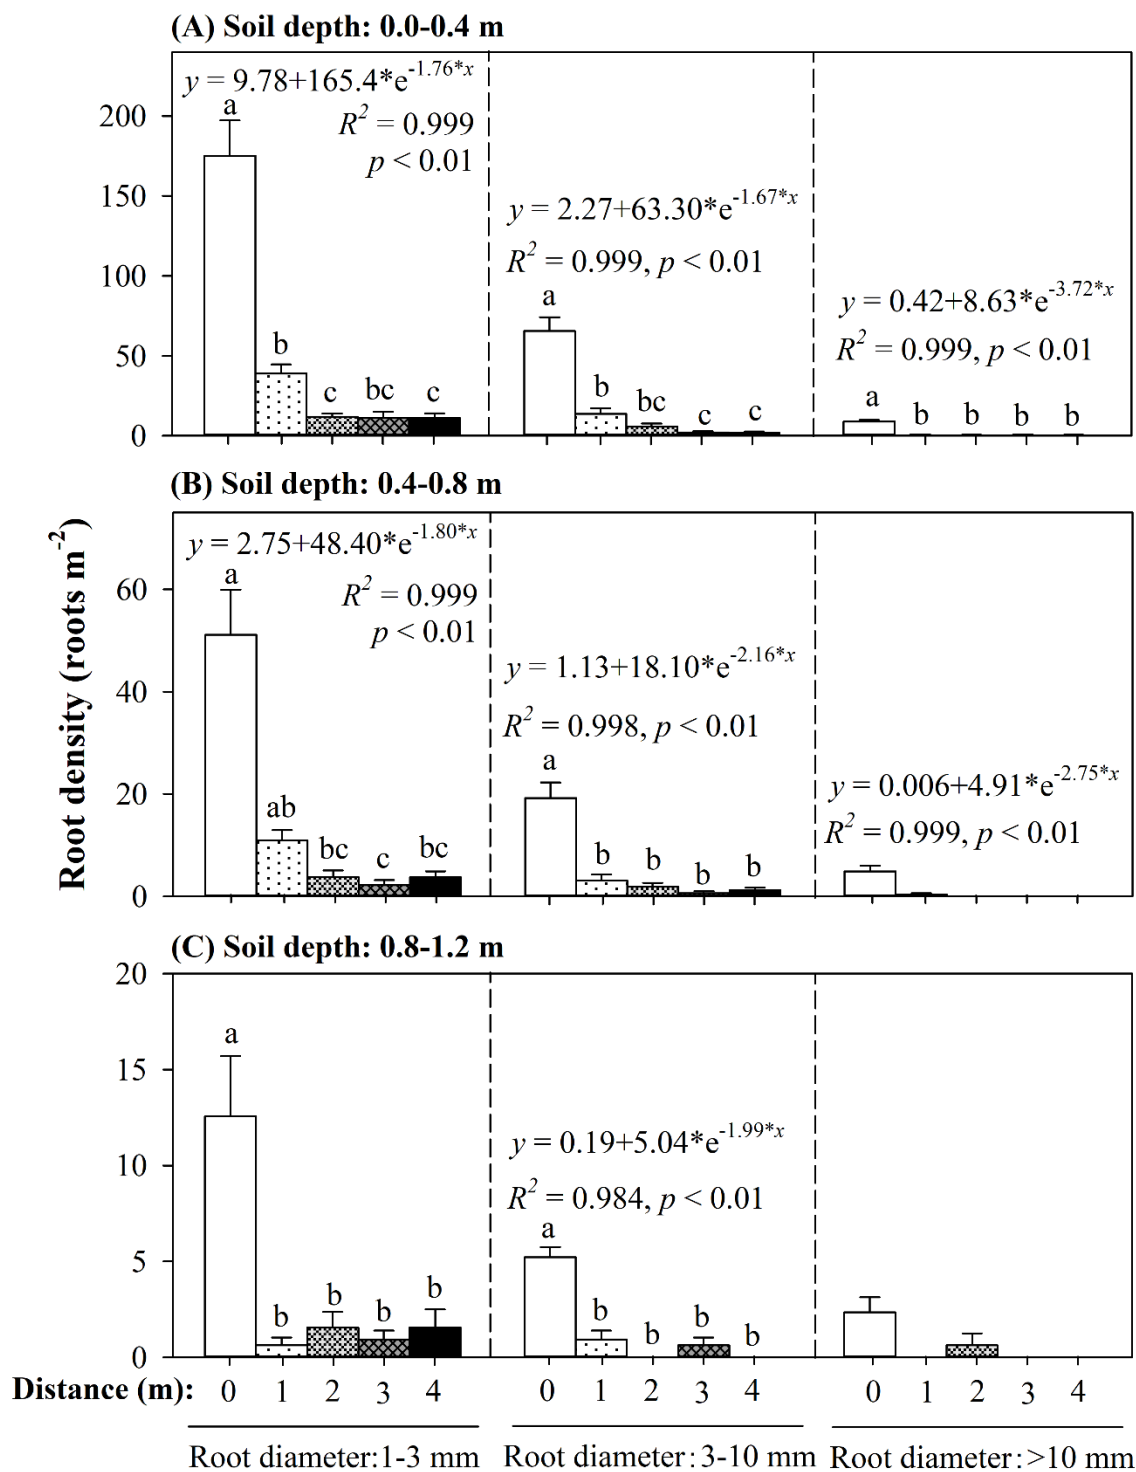 (A) Soil depth: 0.0-0.4 m
y = 9.78+165.4*e^-1.76*x
R^2 = 0.999
p < 0.01
y = 2.27+63.30*e^-1.67*x
R^2 = 0.999, p < 0.01
y = 0.42+8.63*e^-3.72*x
R^2 = 0.999, p < 0.01
200
150
100
50
0
a b c bc c
a b bc c c
a b b b b
(B) Soil depth: 0.4-0.8 m
y = 2.75+48.40*e^-1.80*x
R^2 = 0.999
p < 0.01
y = 1.13+18.10*e^-2.16*x
R^2 = 0.998, p < 0.01
y = 0.006+4.91*e^-2.75*x
R^2 = 0.999, p < 0.01
60
40
20
0
a ab bc c bc
a b b b b
Root density (roots m^-2)
(C) Soil depth: 0.8-1.2 m
20
15
10
5
0
a b b b b
y = 0.19+5.04*e^-1.99*x
R^2 = 0.984, p < 0.01
a b b b b
Distance (m): 0 1 2 3 4 0 1 2 3 4 0 1 2 3 4
Root diameter:1-3 mm Root diameter:3-10 mm Root diameter:>10 mm